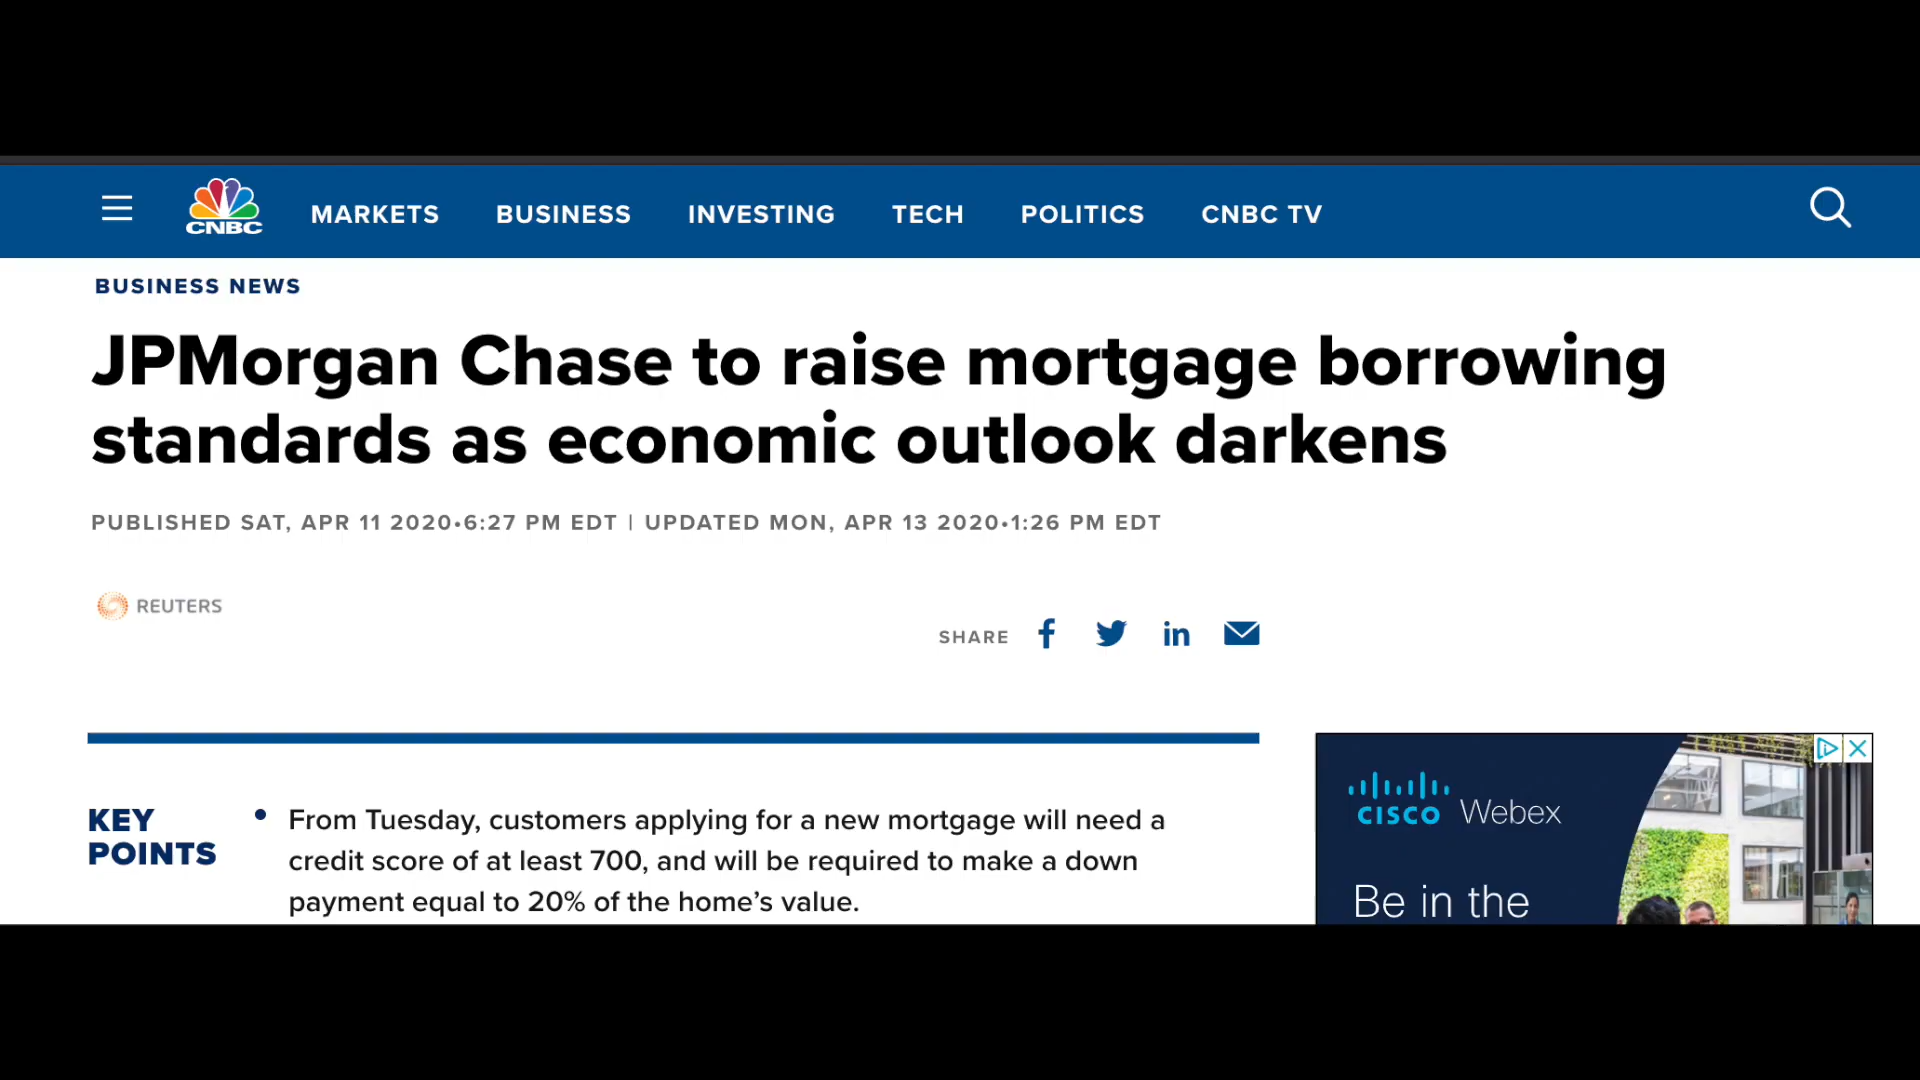 CNBC
MARKETS
BUSINESS
INVESTING
TECH
POLITICS
CNBC TV
BUSINESS NEWS
JPMorgan Chase to raise mortgage borrowing
standards as economic outlook darkens
PUBLISHED SAT, APR 11 2020•6:27 PM EDT | UPDATED MON, APR 13 2020•1:26 PM EDT
REUTERS
SHARE
KEY
POINTS
• From Tuesday, customers applying for a new mortgage will need a
credit score of at least 700, and will be required to make a down
payment equal to 20% of the home’s value.
CISCO Webex
Be in the